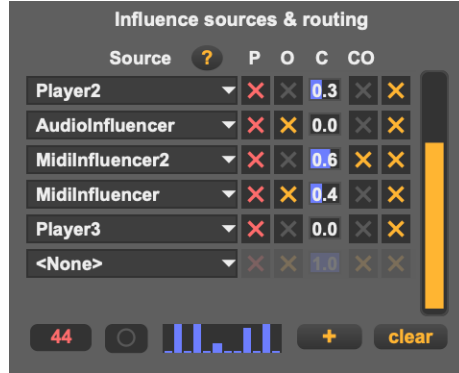 Influence sources & routing
Source ? P O C CO
Player2 0.3
AudioInfluencer 0.0
MidiInfluencer2 0.6
MidiInfluencer 0.4
Player3 0.0
<None> 1.0
44 + clear